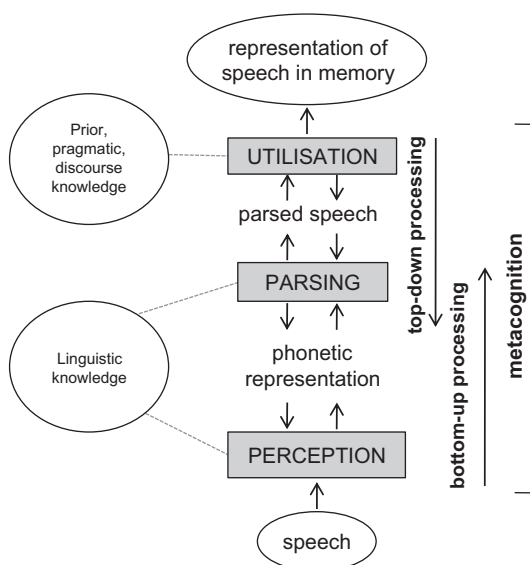 representation of
speech in memory
Prior,
pragmatic,
discourse
knowledge
UTILISATION
parsed speech
PARSING
Linguistic
knowledge
phonetic
representation
PERCEPTION
speech
top-down processing
bottom-up processing
metacognition